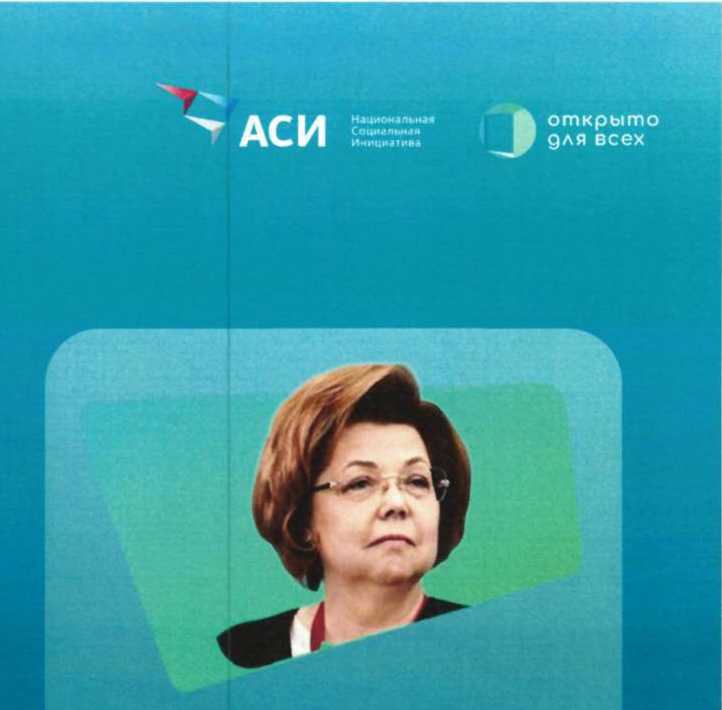 АСИ
Национальная
Социальная
Инициатива
открыто
для всех